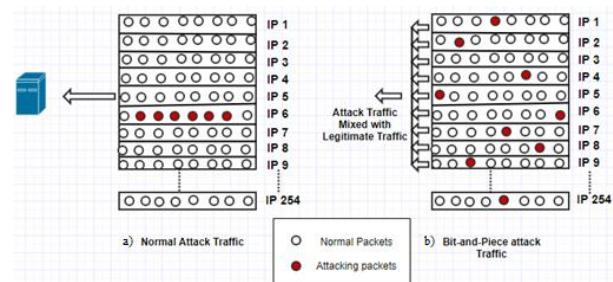 IP 1
IP 2
IP 3
IP 4
IP 5
IP 6
IP 7
IP 8
IP 9
IP 254
a) Normal Attack Traffic
IP 1
IP 2
IP 3
IP 4
IP 5
IP 6
IP 7
IP 8
IP 9
IP 254
Attack Traffic
Mixed with
Legitimate Traffic
b) Bit-and-Piece attack
Traffic
Normal Packets
Attacking packets